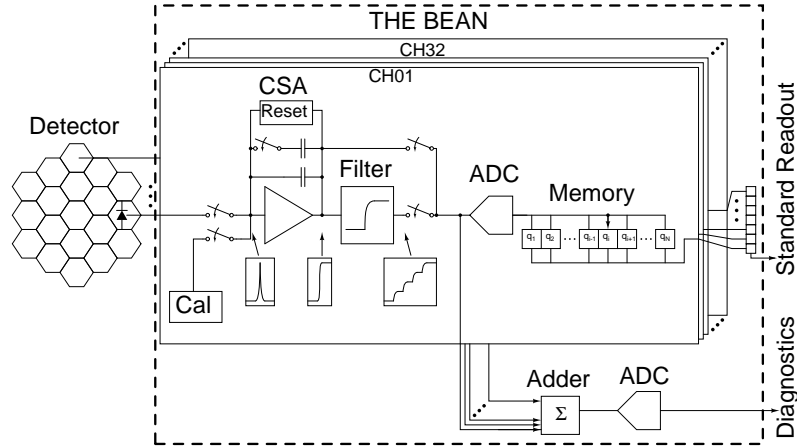 THE BEAN
CH32
CH01
CSA
Reset
Detector
Filter
ADC
Memory
q1 q2 ... qi-1 qi qi+1 ... qN
Cal
Standard Readout
Adder
ADC
Σ
Diagnostics